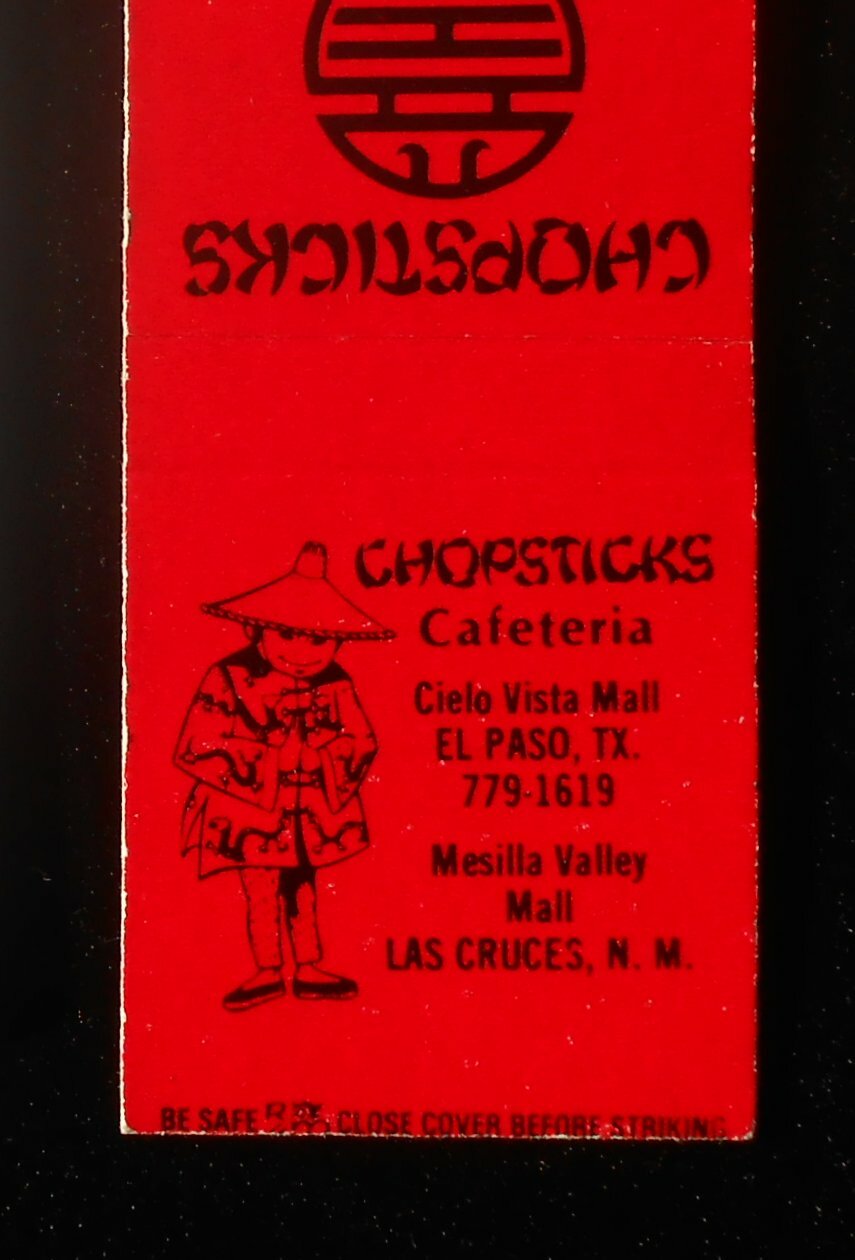 CHOPSTICKS
CHOPSTICKS
Cafeteria
Cielo Vista Mall
EL PASO, TX.
779-1619
Mesilla Valley
Mall
LAS CRUCES, N. M.
BE SAFE CLOSE COVER BEFORE STRIKING